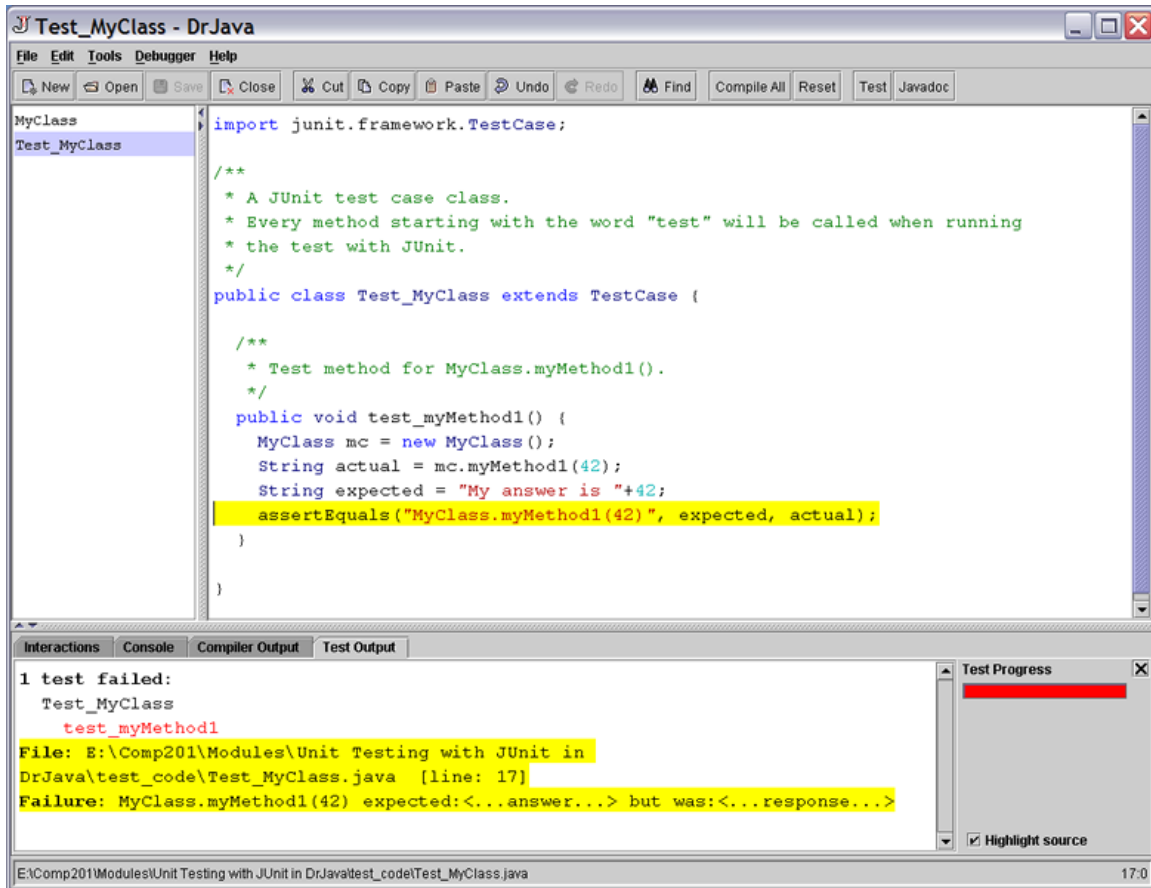 Test_MyClass - DrJava
File Edit Tools Debugger Help
New Open Save Close Cut Copy Paste Undo Redo Find Compile All Reset Test Javadoc
MyClass
Test_MyClass
import junit.framework.TestCase;
/**
* A JUnit test case class.
* Every method starting with the word "test" will be called when running
* the test with JUnit.
*/
public class Test_MyClass extends TestCase {
/**
* Test method for MyClass.myMethod1().
*/
public void test_myMethod1() {
MyClass mc = new MyClass();
String actual = mc.myMethod1(42);
String expected = "My answer is "+42;
assertEquals("MyClass.myMethod1(42)", expected, actual);
}
}
Interactions Console Compiler Output Test Output
1 test failed:
Test_MyClass
test_myMethod1
File: E:\Comp201\Modules\Unit Testing with JUnit in
DrJava\test_code\Test_MyClass.java [line: 17]
Failure: MyClass.myMethod1(42) expected:<...answer...> but was:<...response...>
Test Progress
Highlight source
E:\Comp201\Modules\Unit Testing with JUnit in DrJava\test_code\Test_MyClass.java 17:0